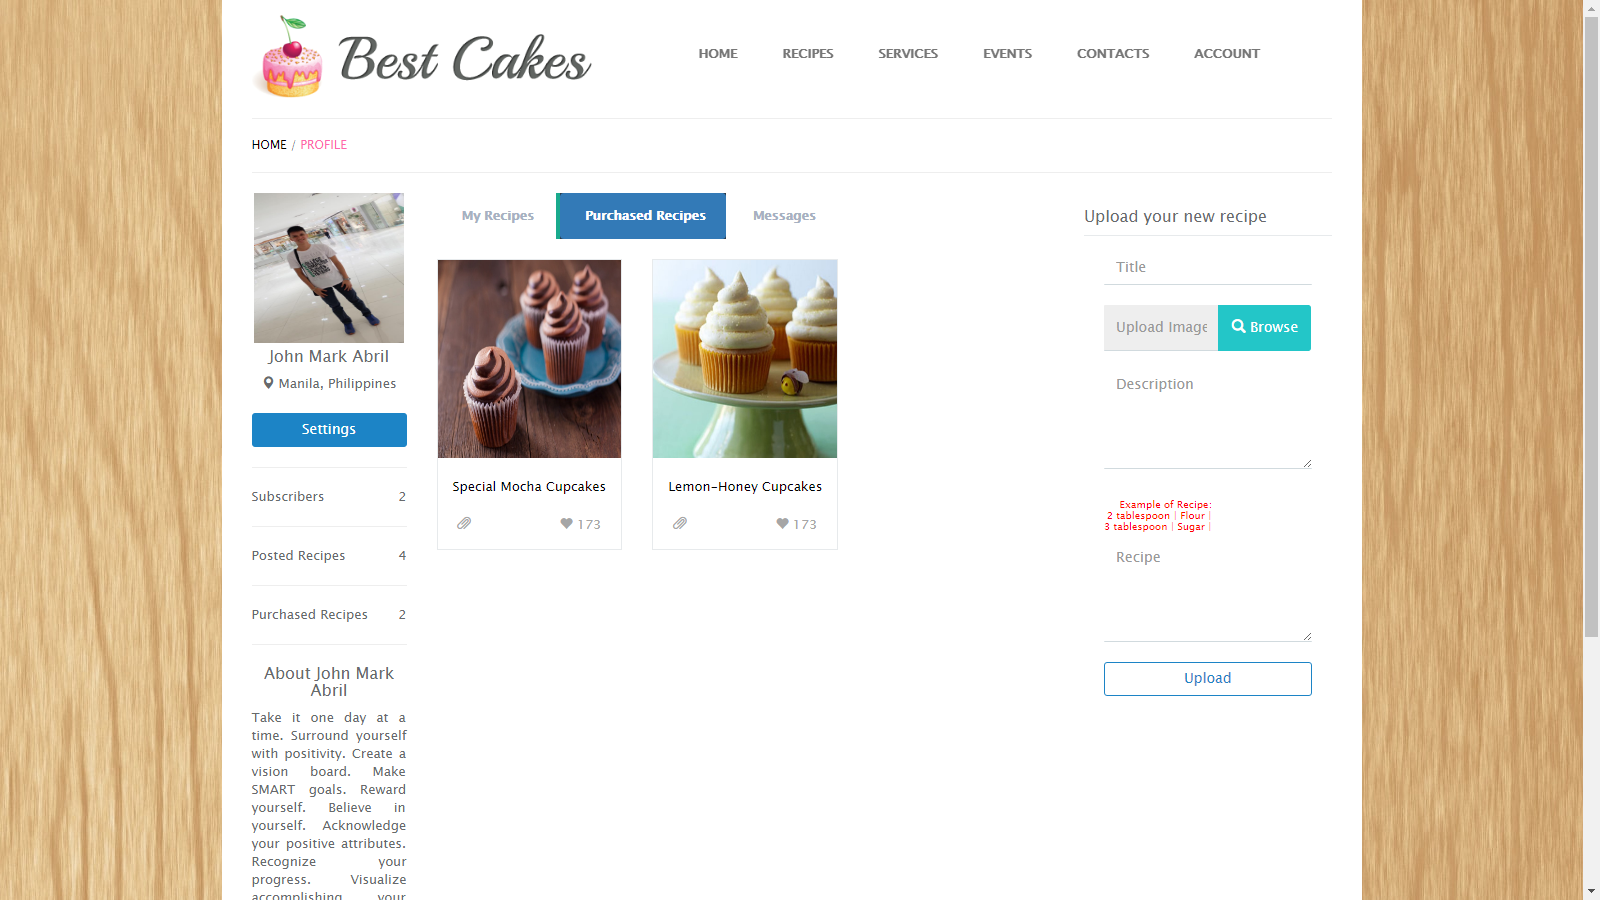 Best Cakes
HOME RECIPES SERVICES EVENTS CONTACTS ACCOUNT
HOME / PROFILE
John Mark Abril
Manila, Philippines
Settings
Subscribers 2
Posted Recipes 4
Purchased Recipes 2
About John Mark
Abril
Take it one day at a
time. Surround yourself
with positivity. Create a
vision board. Make
SMART goals. Reward
yourself. Believe in
yourself. Acknowledge
your positive attributes.
Recognize your
progress. Visualize
accomplishing your
My Recipes Purchased Recipes Messages
Special Mocha Cupcakes
173
Lemon-Honey Cupcakes
173
Upload your new recipe
Title
Upload Image Browse
Description
Example of Recipe:
2 tablespoon | Flour |
3 tablespoon | Sugar |
Recipe
Upload